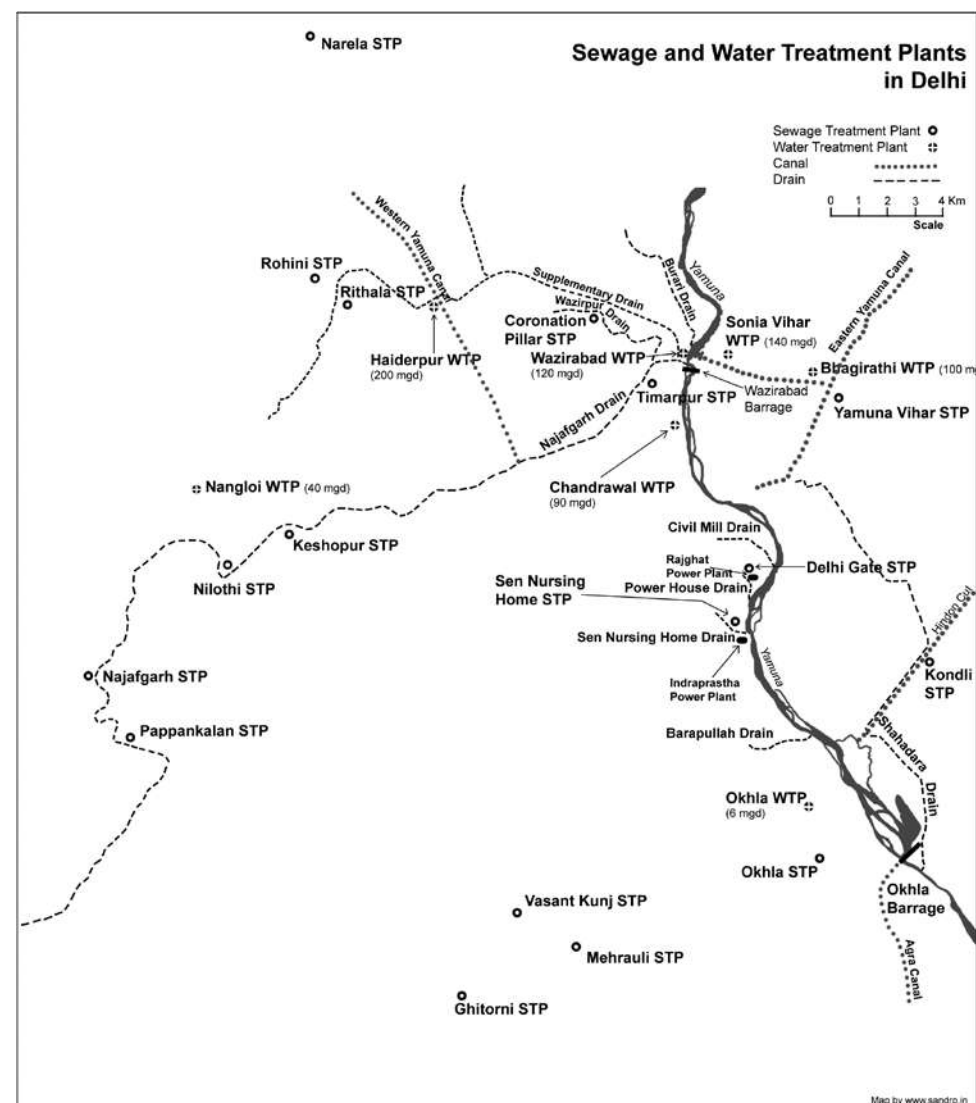 Narela STP
Sewage and Water Treatment Plants
in Delhi
Sewage Treatment Plant
Water Treatment Plant
Canal
Drain
0 1 2 3 4 Km
Scale
Western Yamuna Canal
Rohini STP
Rithala STP
Supplementary Drain
Wazirpur Drain
Burari Drain
Yamuna
Eastern Yamuna Canal
Coronation
Pillar STP
Sonia Vihar
WTP (140 mgd)
Haiderpur WTP
(200 mgd)
Wazirabad WTP
(120 mgd)
Bhagirathi WTP (100 mg
Wazirabad
Barrage
Timarpur STP
Yamuna Vihar STP
Najafgarh Drain
Nangloi WTP (40 mgd)
Chandrawal WTP
(90 mgd)
Keshopur STP
Civil Mill Drain
Nilothi STP
Rajghat
Power Plant
Delhi Gate STP
Power House Drain
Sen Nursing
Home STP
Hindon Cut
Sen Nursing Home Drain
Yamuna
Kondli
STP
Najafgarh STP
Indraprastha
Power Plant
Pappankalan STP
Barapullah Drain
Shahadara
Drain
Okhla WTP
(6 mgd)
Okhla STP
Okhla
Barrage
Vasant Kunj STP
Mehrauli STP
Agra Canal
Ghitorni STP
Map by www.sandrp.in